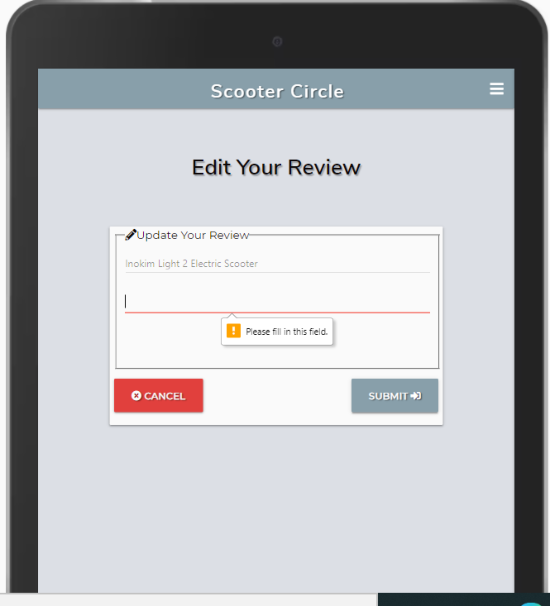 Scooter Circle
Edit Your Review
Update Your Review
Inokim Light 2 Electric Scooter
Please fill in this field.
CANCEL
SUBMIT